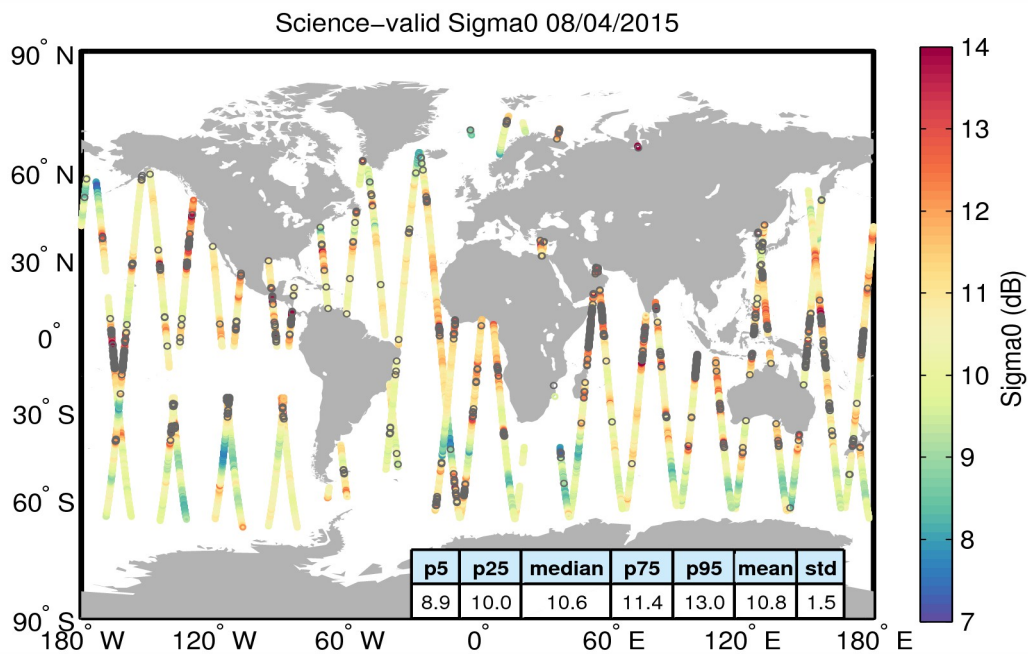 Science−valid Sigma0 08/04/2015
90° N
60° N
30° N
0°
30° S
60° S
90° S
180° W
120° W
60° W
0°
60° E
120° E
180° E
p5 p25 median p75 p95 mean std
8.9 10.0 10.6 11.4 13.0 10.8 1.5
14
13
12
11
10
9
8
7
Sigma0 (dB)